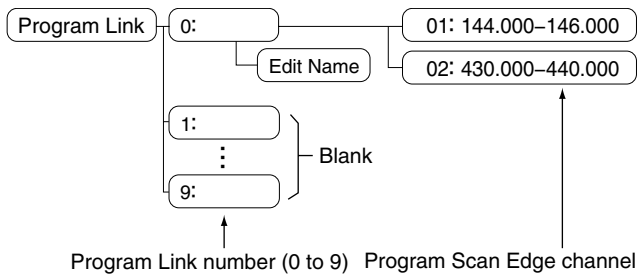 Program Link
0:
01: 144.000–146.000
Edit Name
02: 430.000–440.000
1:
Blank
9:
Program Link number (0 to 9)
Program Scan Edge channel